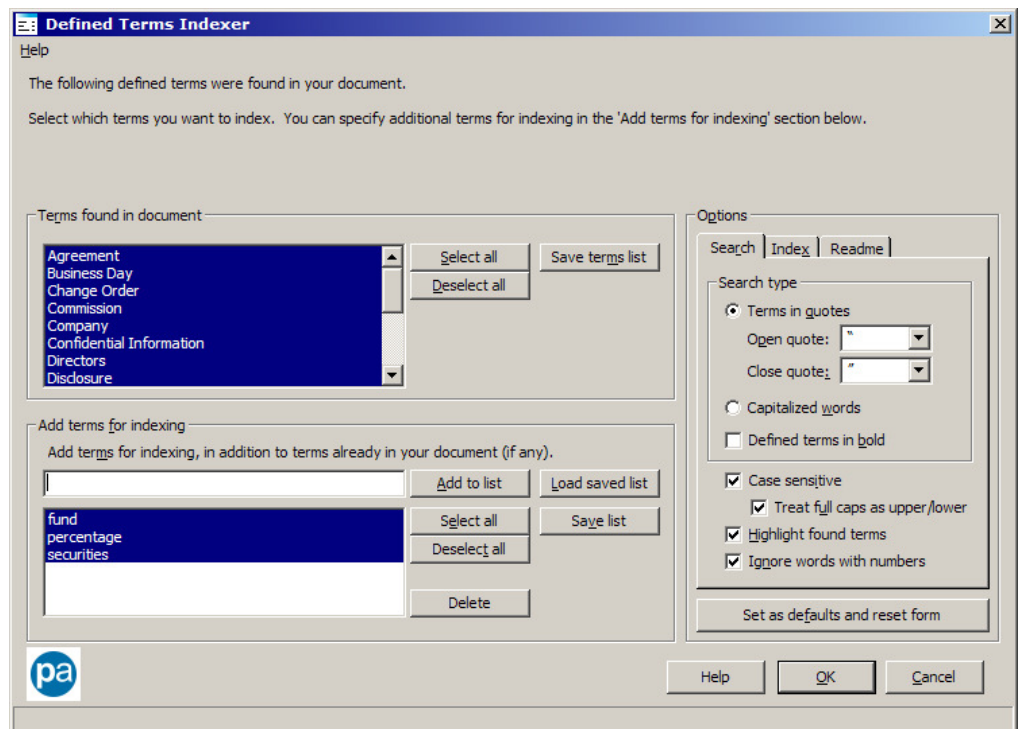 Defined Terms Indexer
Help
The following defined terms were found in your document.
Select which terms you want to index. You can specify additional terms for indexing in the 'Add terms for indexing' section below.
Terms found in document
Agreement
Business Day
Change Order
Commission
Company
Confidential Information
Directors
Disclosure
Select all
Save terms list
Deselect all
Add terms for indexing
Add terms for indexing, in addition to terms already in your document (if any).
Add to list
Load saved list
fund
percentage
securities
Select all
Save list
Deselect all
Delete
Options
Search
Index
Readme
Search type
Terms in quotes
Open quote: “
Close quote: ”
Capitalized words
Defined terms in bold
Case sensitive
Treat full caps as upper/lower
Highlight found terms
Ignore words with numbers
Set as defaults and reset form
pa
Help
OK
Cancel